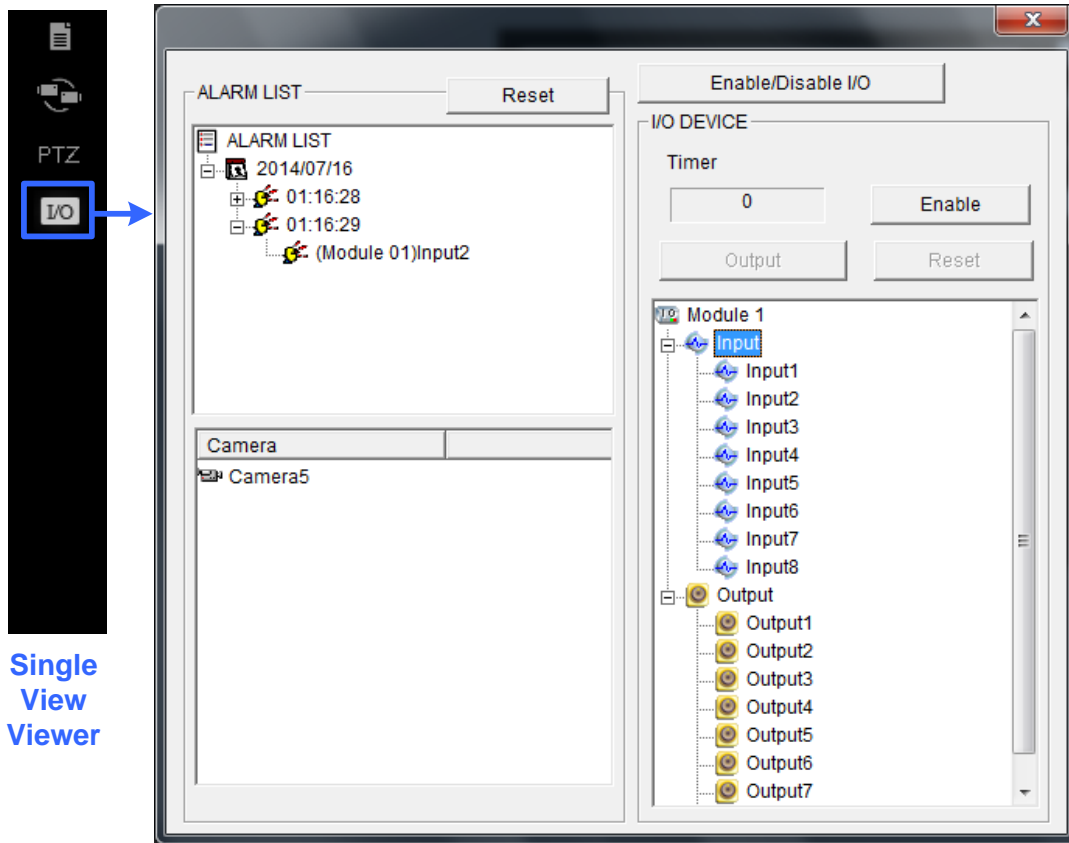 PTZ
I/O
Single
View
Viewer
ALARM LIST
Reset
ALARM LIST
2014/07/16
01:16:28
01:16:29
(Module 01)Input2
Camera
Camera5
Enable/Disable I/O
I/O DEVICE
Timer
0
Enable
Output
Reset
Module 1
Input
Input1
Input2
Input3
Input4
Input5
Input6
Input7
Input8
Output
Output1
Output2
Output3
Output4
Output5
Output6
Output7